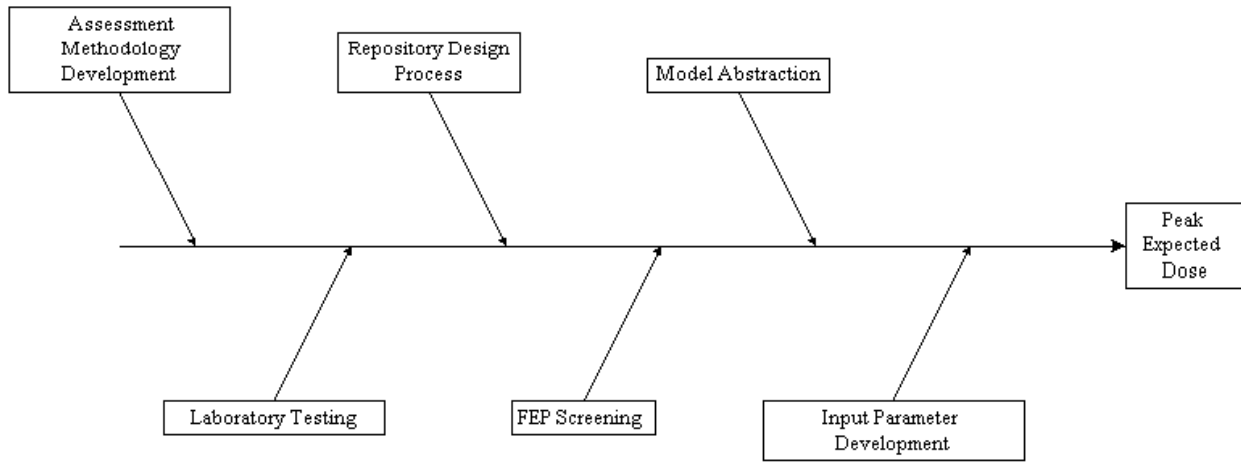 Assessment
Methodology
Development
Repository Design
Process
Model Abstraction
Peak
Expected
Dose
Laboratory Testing
FEP Screening
Input Parameter
Development